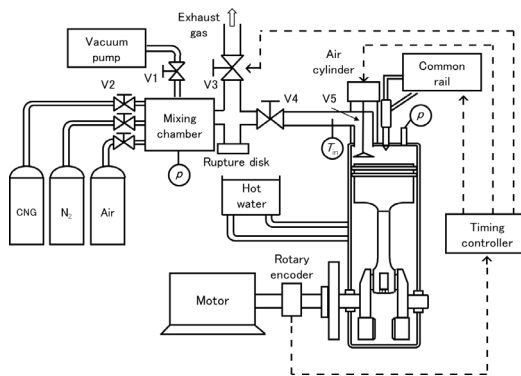 Exhaust
gas
Vacuum
pump
V1
V3
V2
Air
cylinder
Common
rail
V4
V5
p
Mixing
chamber
Tin
Rupture disk
p
Hot
water
CNG
N2
Air
Timing
controller
Rotary
encoder
Motor